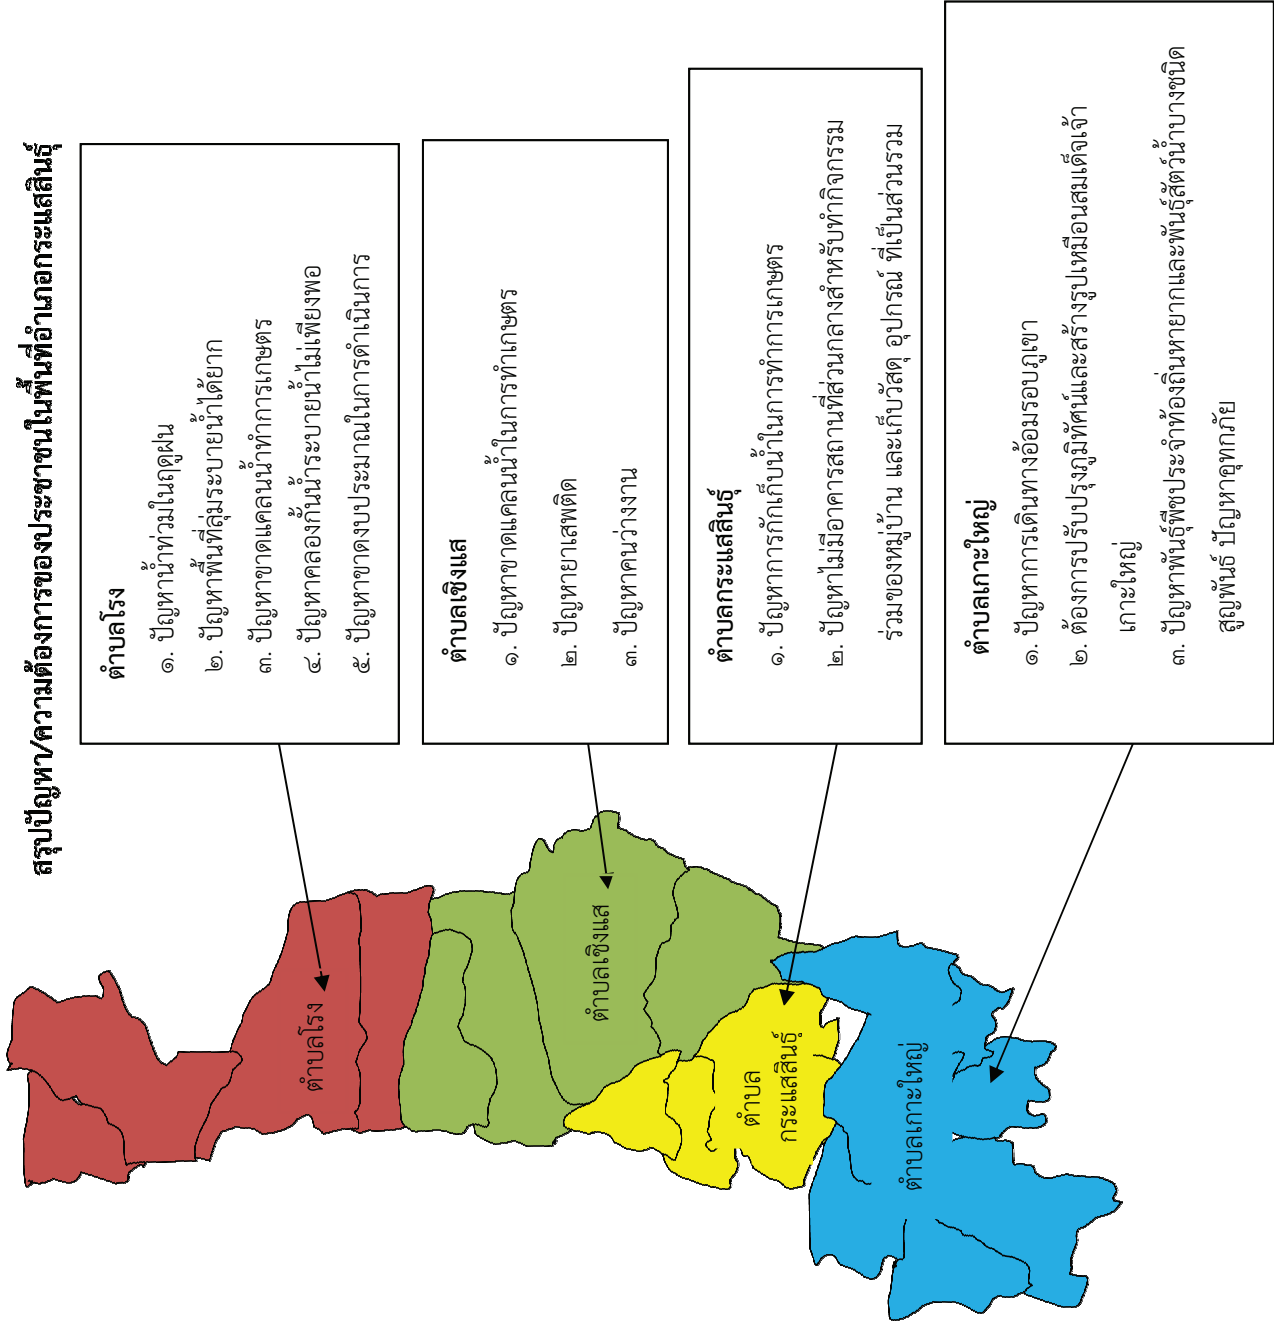 สรุปปัญหา/ความต้องการของประชาชนในพื้นที่อำเภอกระแสสินธุ์
ตำบลโรง
๑. ปัญหาน้ำท่วมในฤดูฝน
๒. ปัญหาพื้นที่ลุ่มระบายน้ำได้ยาก
๓. ปัญหาขาดแคลนน้ำทำการเกษตร
๔. ปัญหาคลองกั้นน้ำระบายน้ำไม่เพียงพอ
๕. ปัญหาขาดงบประมาณในการดำเนินการ
ตำบลเชิงแส
๑. ปัญหาขาดแคลนน้ำในการทำเกษตร
๒. ปัญหายาเสพติด
๓. ปัญหาคนว่างงาน
ตำบลกระแสสินธุ์
๑. ปัญหาการกักเก็บน้ำในการทำการเกษตร
๒. ปัญหาไม่มีอาคารสถานที่ส่วนกลางสำหรับทำกิจกรรม
ร่วมของหมู่บ้าน และเก็บวัสดุ อุปกรณ์ ที่เป็นส่วนรวม
ตำบลเกาะใหญ่
๑. ปัญหาการเดินทางอ้อมรอบภูเขา
๒. ต้องการปรับปรุงภูมิทัศน์และสร้างรูปเหมือนสมเด็จเจ้า
เกาะใหญ่
๓. ปัญหาพันธุ์พืชประจำท้องถิ่นหายากและพันธุ์สัตว์น้ำบางชนิด
สูญพันธ์ ปัญหาอุทกภัย
ตำบลโรง
ตำบลเชิงแส
ตำบล
กระแสสินธุ์
ตำบลเกาะใหญ่